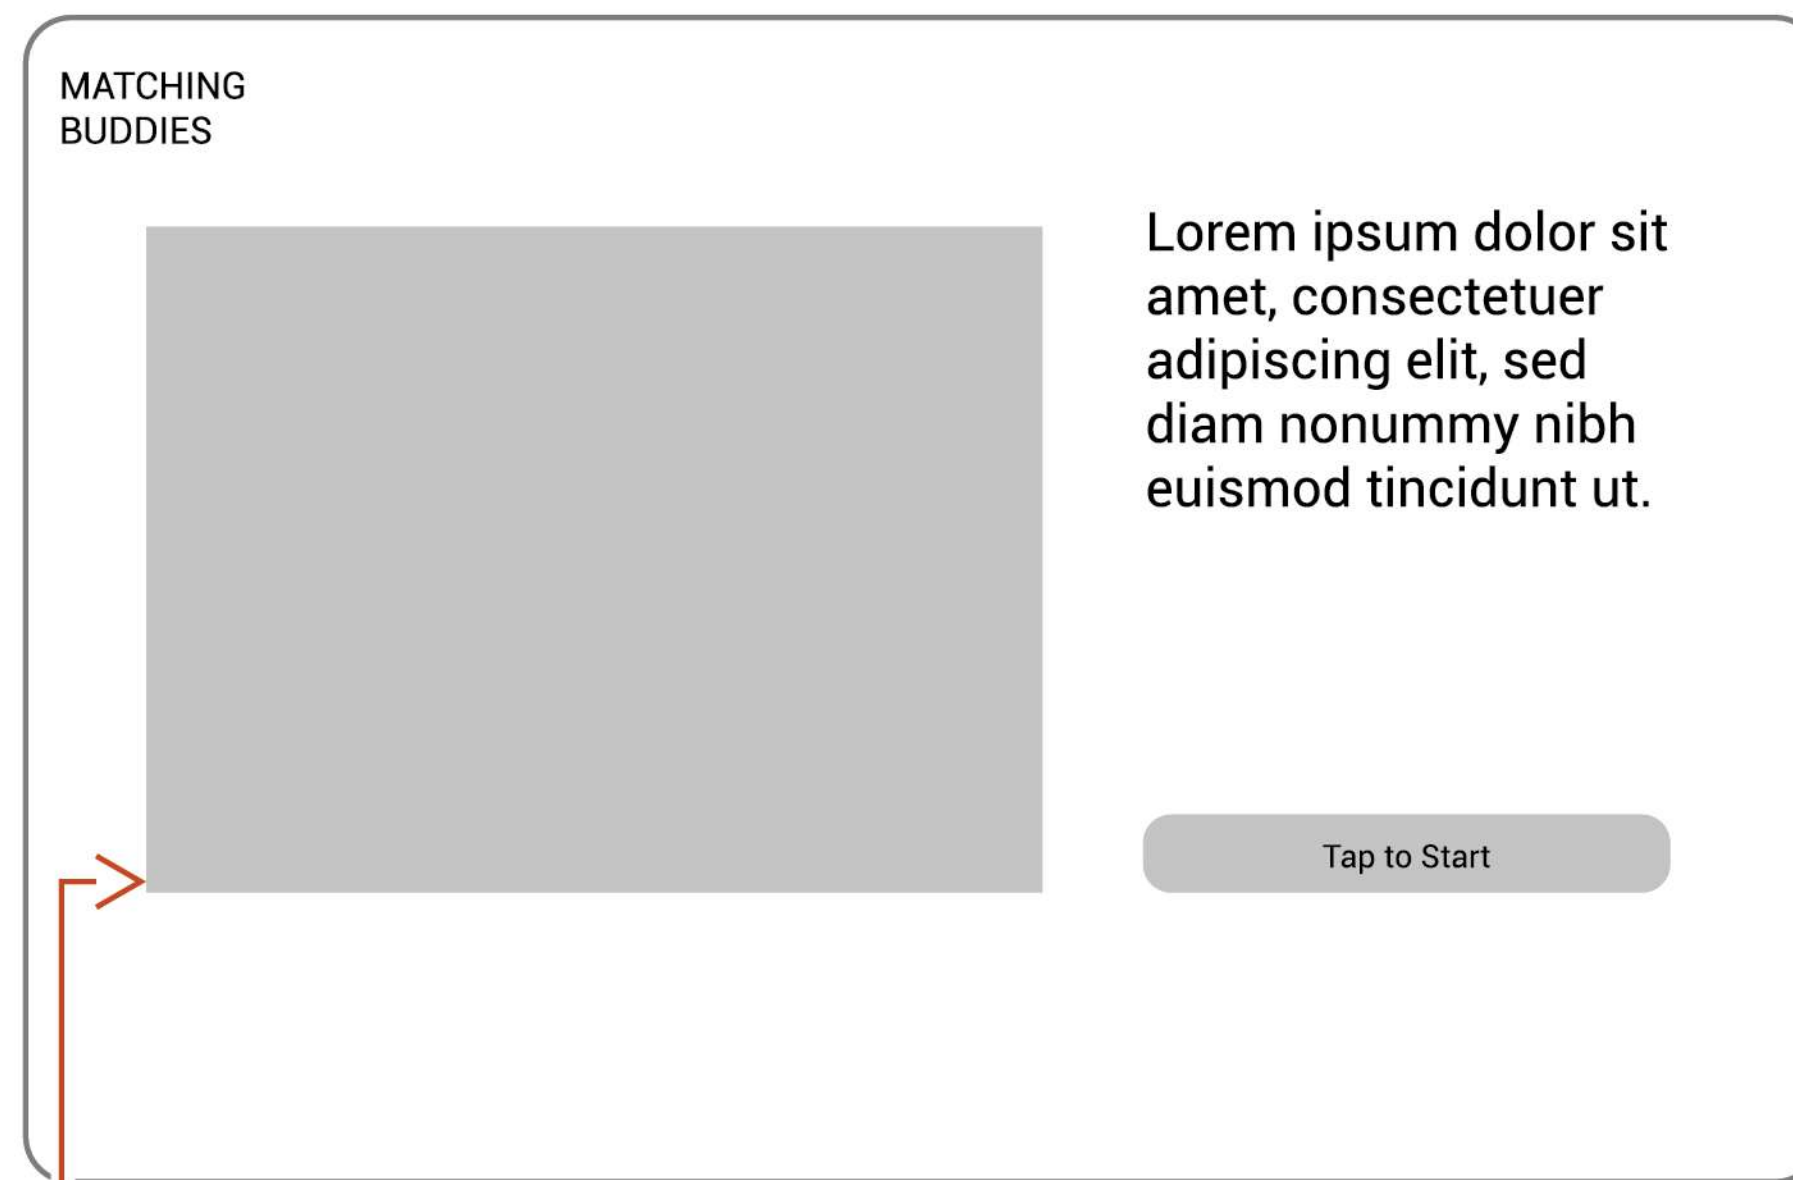 MATCHING
BUDDIES
Lorem ipsum dolor sit
amet, consectetuer
adipiscing elit, sed
diam nonummy nibh
euismod tincidunt ut.
Tap to Start